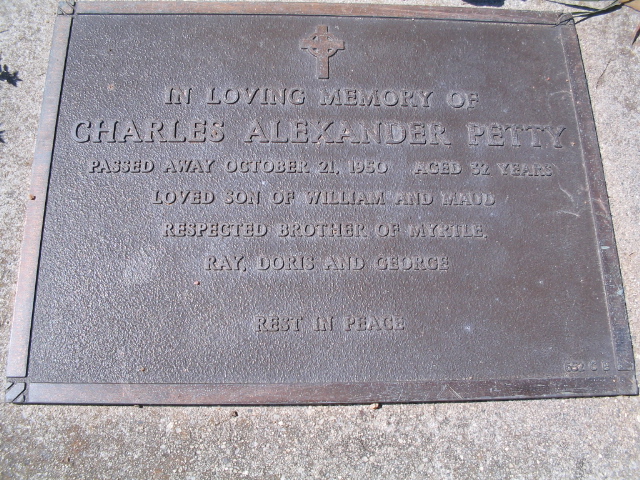 IN LOVING MEMORY OF
CHARLES ALEXANDER PETTY
PASSED AWAY OCTOBER 21, 1950 AGED 52 YEARS
LOVED SON OF WILLIAM AND MAUD
RESPECTED BROTHER OF MYRTLE,
RAY, DORIS AND GEORGE
REST IN PEACE